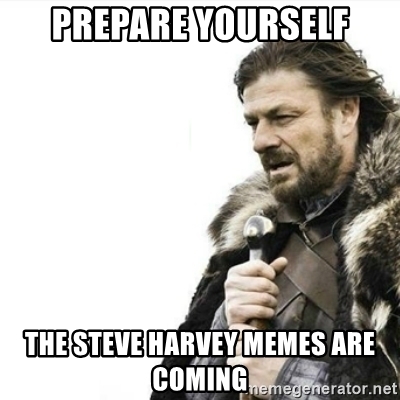 PREPARE YOURSELF
THE STEVE HARVEY MEMES ARE
COMING
memegenerator.net